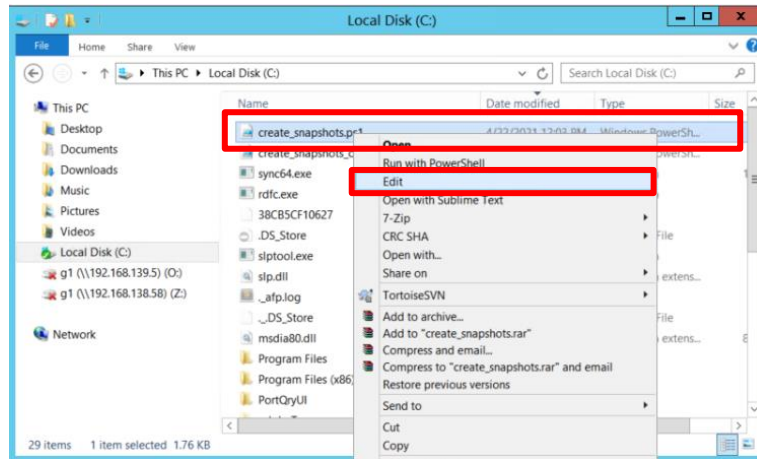 Local Disk (C:)
File Home Share View
This PC Local Disk (C:) Search Local Disk (C:)
This PC
Desktop
Documents
Downloads
Music
Pictures
Videos
Local Disk (C:)
g1 (\\192.168.139.5) (O:)
g1 (\\192.168.138.58) (Z:)
Network
Name Date modified Type Size
create_snapshots.ps1 4/22/2021 12:03 PM Windows PowerSh...
create_snapshots_c owerSh...
sync64.exe
rdfc.exe
38CB5CF10627
.DS_Store File
slptool.exe
slp.dll extens...
._afp.log
._.DS_Store File
msdia80.dll extens...
Program Files
Program Files (x86)
PortQryUI
Open
Run with PowerShell
Edit
Open with Sublime Text
7-Zip
CRC SHA
Open with...
Share on
TortoiseSVN
Add to archive...
Add to "create_snapshots.rar"
Compress and email...
Compress to "create_snapshots.rar" and email
Restore previous versions
Send to
Cut
Copy
29 items 1 item selected 1.76 KB